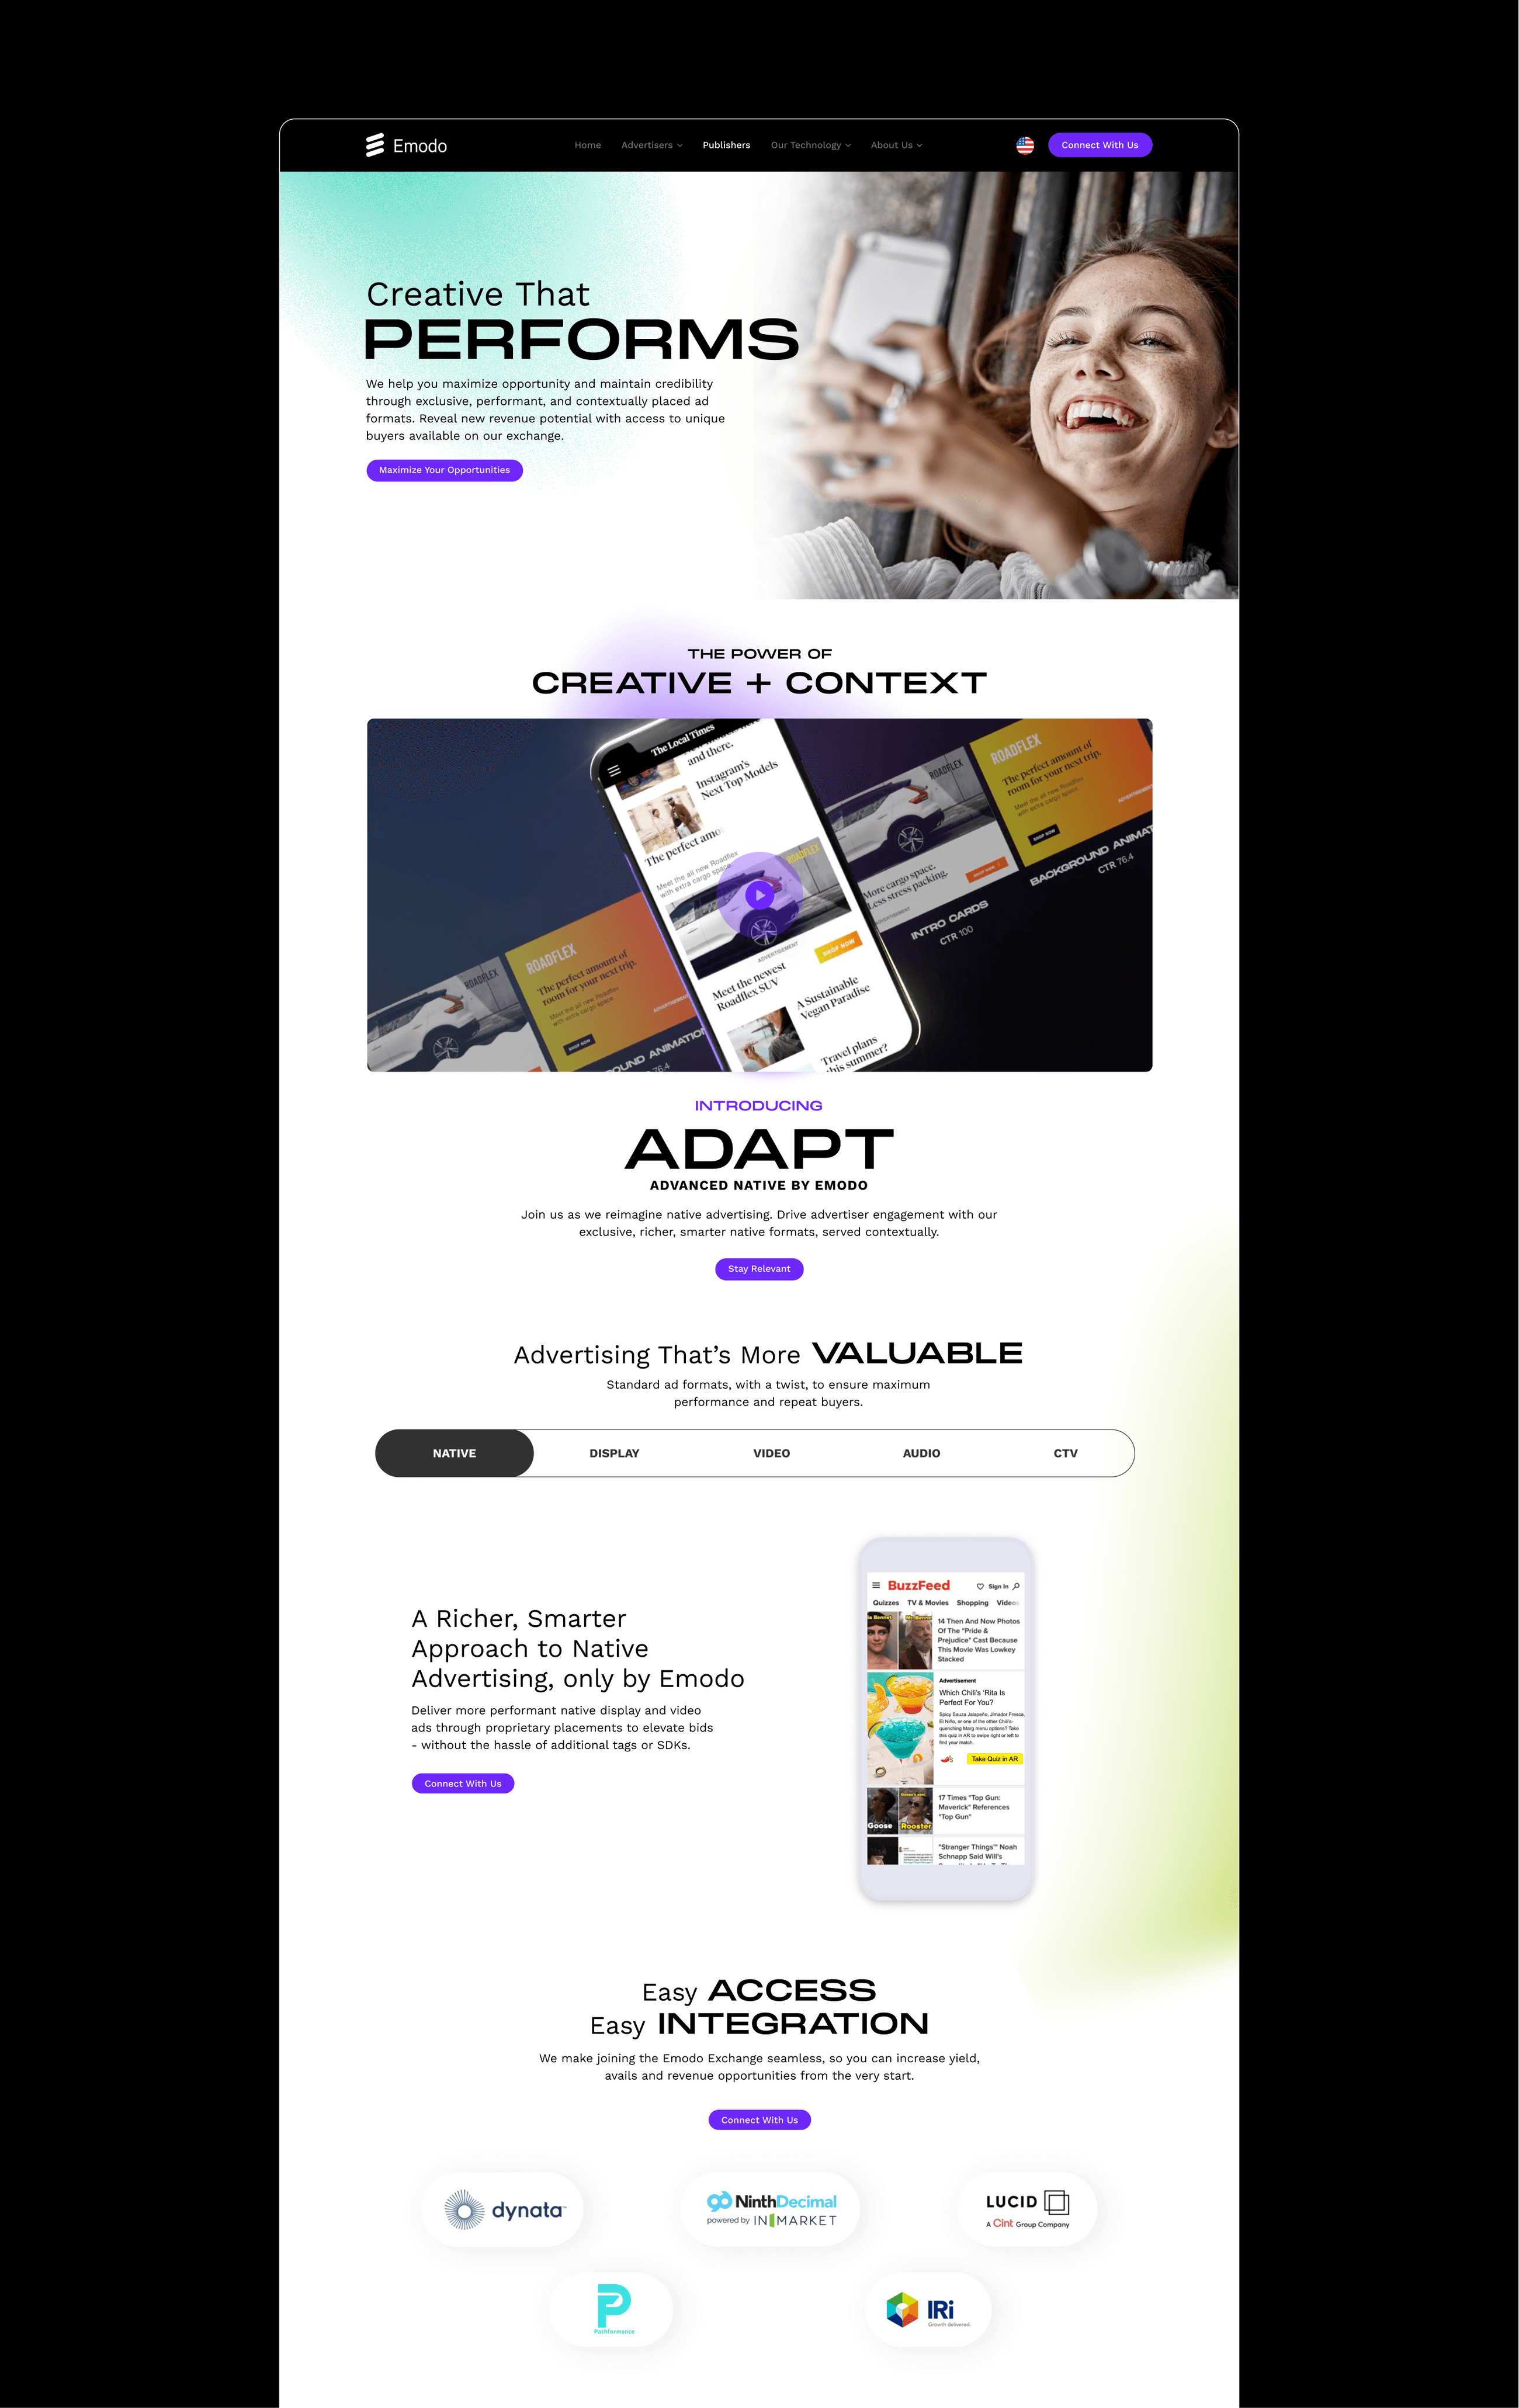 Emodo
Home
Advertisers
Publishers
Our Technology
About Us
Connect With Us
Creative That
PERFORMS
We help you maximize opportunity and maintain credibility
through exclusive, performant, and contextually placed ad
formats. Reveal new revenue potential with access to unique
buyers available on our exchange.
Maximize Your Opportunities
THE POWER OF
CREATIVE + CONTEXT
The Local Times
and there.
Instagram's
Next Top Models
The perfect amo
Meet the all new Roadflex
with extra cargo space.
ROADFLEX
ADVERTISEMENT
SHOP NOW
Meet the newest
Roadflex SUV
A Sustainable
Vegan Paradise
Travel plans
this summer?
ROADFLEX
More cargo space.
Less stress packing.
SHOP NOW
ADVERTISEMENT
INTRO CARDS
CTR 100
ROADFLEX
The perfect amount of
room for your next trip.
Meet the all new Roadflex
with extra cargo space.
SHOP NOW
ADVERTISEMENT
BACKGROUND ANIMAT
CTR 76.4
ROADFLEX
ROADFLEX
The perfect amount of
room for your next trip.
Meet the all new Roadflex
with extra cargo space.
SHOP NOW
ADVERTISEMENT
OUND ANIMATION
76.4
INTRODUCING
ADAPT
ADVANCED NATIVE BY EMODO
Join us as we reimagine native advertising. Drive advertiser engagement with our
exclusive, richer, smarter native formats, served contextually.
Stay Relevant
Advertising That’s More VALUABLE
Standard ad formats, with a twist, to ensure maximum
performance and repeat buyers.
NATIVE
DISPLAY
VIDEO
AUDIO
CTV
A Richer, Smarter
Approach to Native
Advertising, only by Emodo
Deliver more performant native display and video
ads through proprietary placements to elevate bids
- without the hassle of additional tags or SDKs.
Connect With Us
BuzzFeed
Sign In
Quizzes TV & Movies Shopping Videos
14 Then And Now Photos
Of The "Pride &
Prejudice" Cast Because
This Movie Was Lowkey
Stacked
Advertisement
Which Chili's 'Rita Is
Perfect For You?
Spicy Sauza Jalapeño, Jimador Fresca,
El Niño, or one of the other Chili's-
quenching Marg menu options? Take
this quiz in AR to swipe right or left to
find your match.
Take Quiz in AR
Goose
Rooster
17 Times "Top Gun:
Maverick" References
"Top Gun"
"Stranger Things'" Noah
Schnapp Said Will's
Easy ACCESS
Easy INTEGRATION
We make joining the Emodo Exchange seamless, so you can increase yield,
avails and revenue opportunities from the very start.
Connect With Us
dynata™
NinthDecimal
powered by INMARKET
LUCID
A Cint Group Company
Pathformance
IRi
Growth delivered.